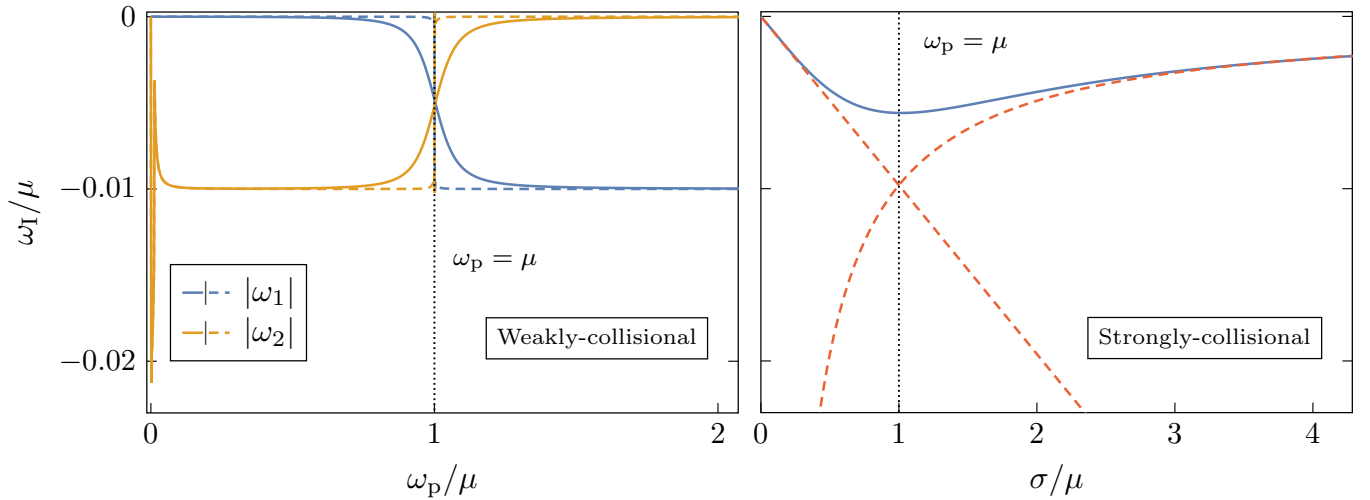 0
−0.01
−0.02
ω_I/μ
ω_p = μ
|ω_1|
|ω_2|
Weakly-collisional
0
1
2
ω_p/μ
ω_p = μ
Strongly-collisional
0
1
2
3
4
σ/μ